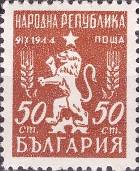 НАРОДНА РЕПУБЛИКА
9 IX 1944 ПОЩА
50 50
СТ. СТ.
БЪЛГАРИЯ